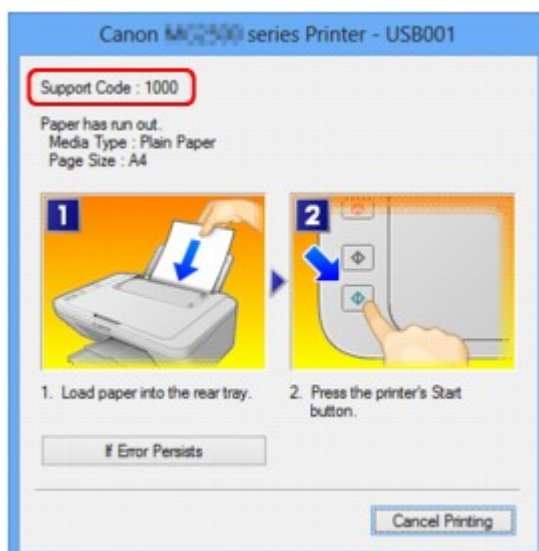 Canon series Printer - USB001
Support Code : 1000
Paper has run out.
Media Type : Plain Paper
Page Size : A4
1
2
1. Load paper into the rear tray.
2. Press the printer's Start
button.
If Error Persists
Cancel Printing